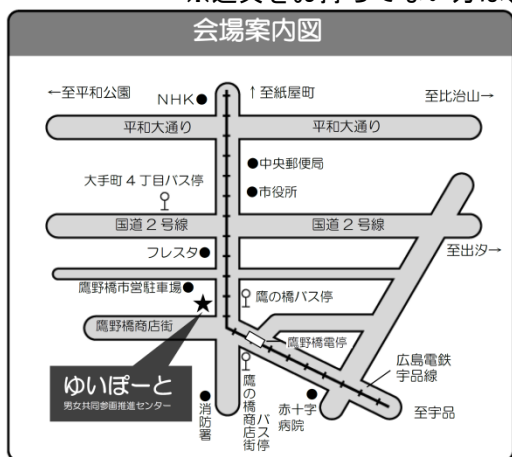 会場案内図
←至平和公園
NHK●
↑至紙屋町
至比治山→
平和大通り
平和大通り
●中央郵便局
大手町4丁目バス停
●市役所
国道2号線
国道2号線
フレスタ●
至出汐→
鷹野橋市営駐車場●
鷹の橋バス停
★
鷹野橋商店街
鷹野橋電停
広島電鉄
宇品線
ゆいぽーと
男女共同参画推進センター
●消防署
鷹の橋商店街
バス停
赤十字
病院
至宇品